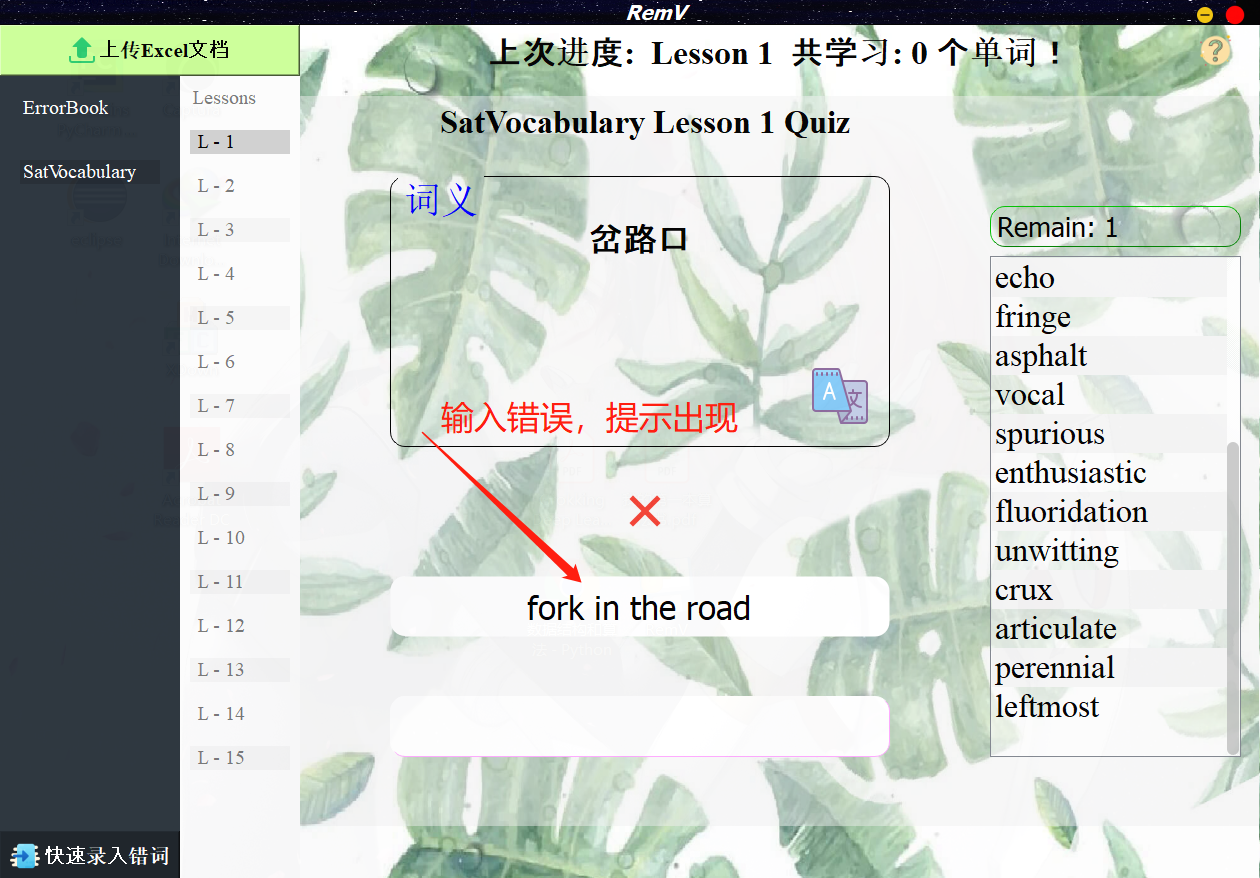 RemV
上传Excel文档
上次进度: Lesson 1 共学习: 0 个单词 !
ErrorBook
SatVocabulary
Lessons
L - 1
L - 2
L - 3
L - 4
L - 5
L - 6
L - 7
L - 8
L - 9
L - 10
L - 11
L - 12
L - 13
L - 14
L - 15
快速录入错词
SatVocabulary Lesson 1 Quiz
词义
岔路口
A 文
输入错误，提示出现
fork in the road
Remain: 1
echo
fringe
asphalt
vocal
spurious
enthusiastic
fluoridation
unwitting
crux
articulate
perennial
leftmost